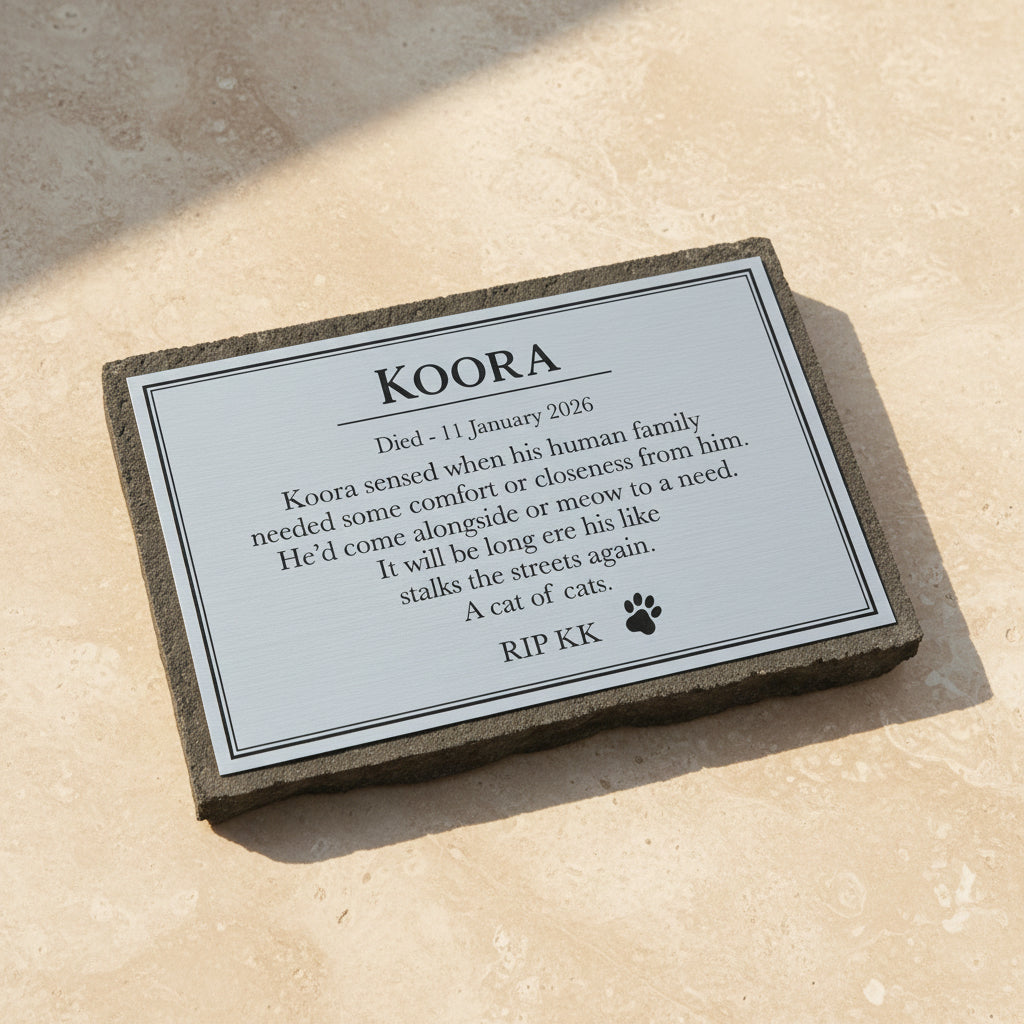 KOORA
Died - 11 January 2026
Koora sensed when his human family
needed some comfort or closeness from him.
He'd come alongside or meow to a need.
It will be long ere his like
stalks the streets again.
A cat of cats.
RIP KK